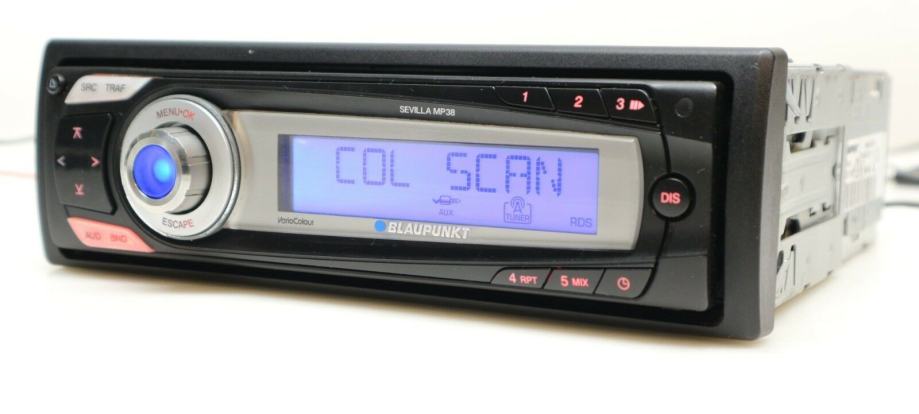 SRC TRAF
MENU•OK
ESCAPE
AUD BND
SEVILLA MP38
1 2 3
COL SCAN
AUX
TUNER
RDS
VarioColour
BLAUPUNKT
DIS
4 RPT 5 MIX